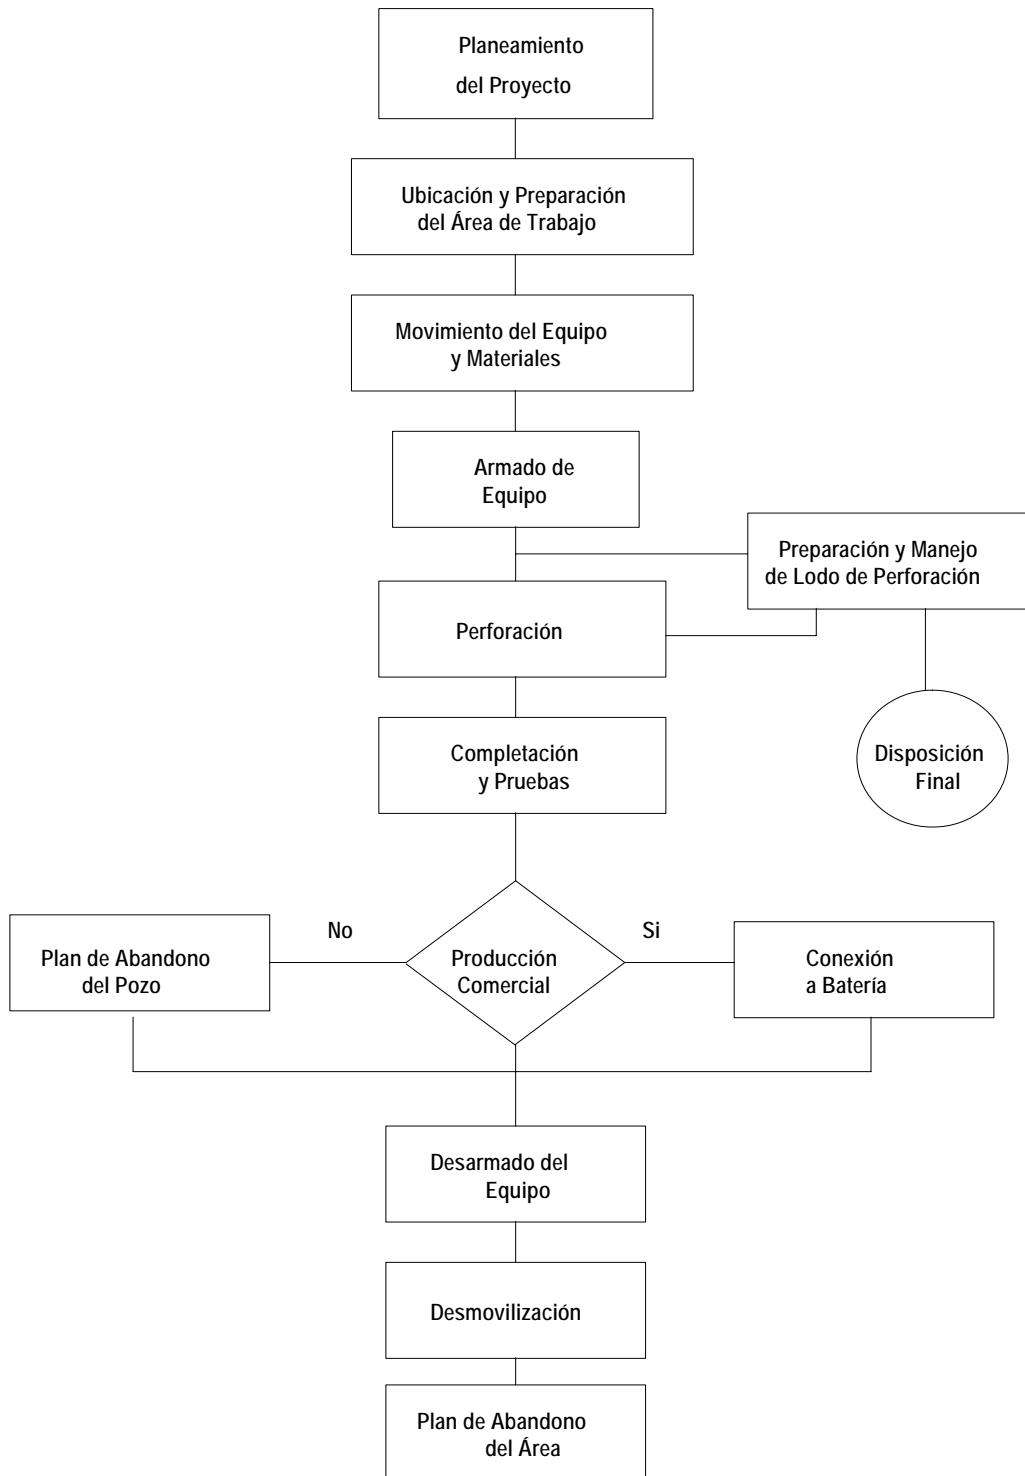 Planeamiento
del Proyecto
Ubicación y Preparación
del Área de Trabajo
Movimiento del Equipo
y Materiales
Armado de
Equipo
Preparación y Manejo
de Lodo de Perforación
Perforación
Completación
y Pruebas
Disposición
Final
No
Si
Plan de Abandono
del Pozo
Producción
Comercial
Conexión
a Batería
Desarmado del
Equipo
Desmovilización
Plan de Abandono
del Área